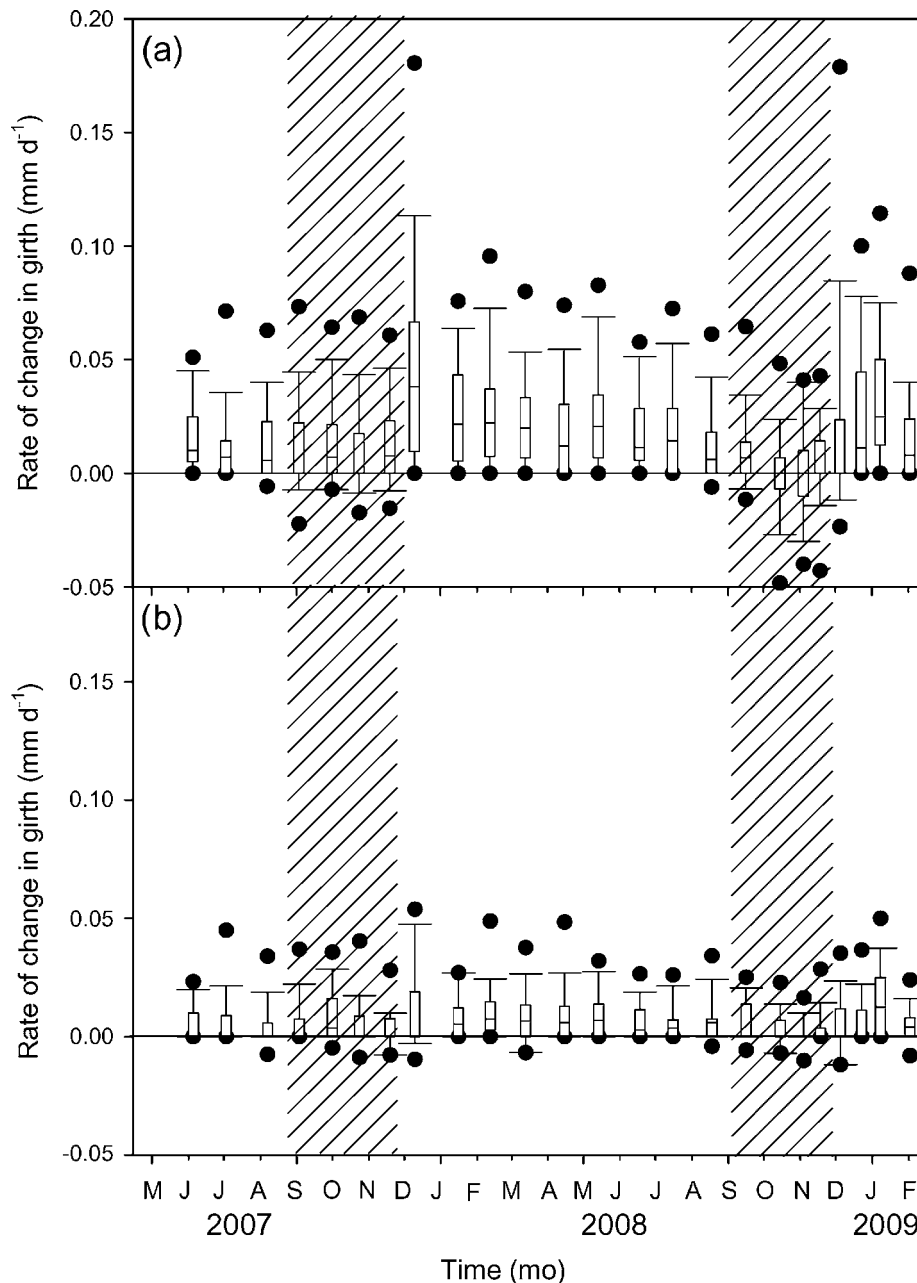 (a)
Rate of change in girth (mm d⁻¹)
0.20
0.15
0.10
0.05
0.00
-0.05
(b)
Rate of change in girth (mm d⁻¹)
0.15
0.10
0.05
0.00
-0.05
M J J A S O N D J F M A M J J A S O N D J F
2007 2008 2009
Time (mo)